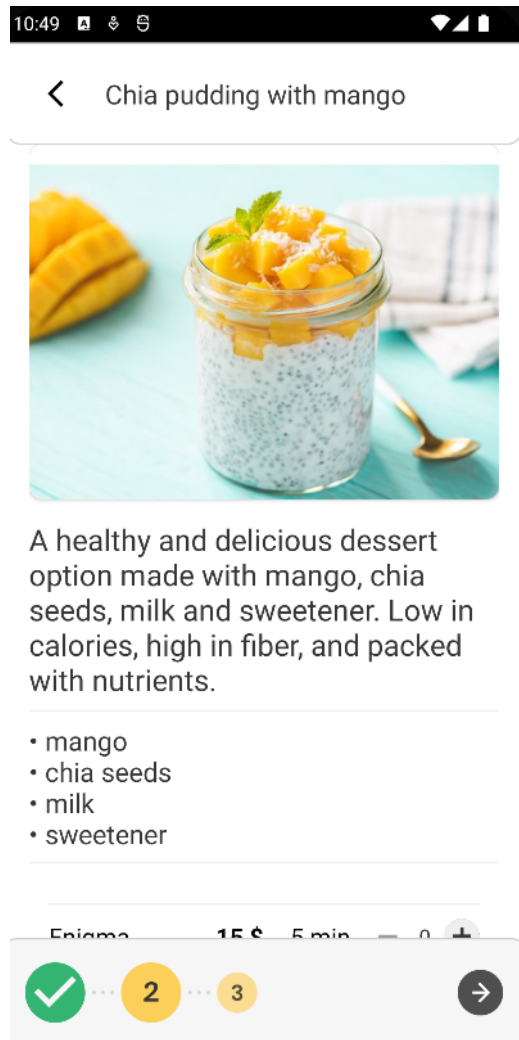 10:49
Chia pudding with mango
A healthy and delicious dessert
option made with mango, chia
seeds, milk and sweetener. Low in
calories, high in fiber, and packed
with nutrients.
• mango
• chia seeds
• milk
• sweetener
Enigma 15 $ 5 min — 0 +
2 3